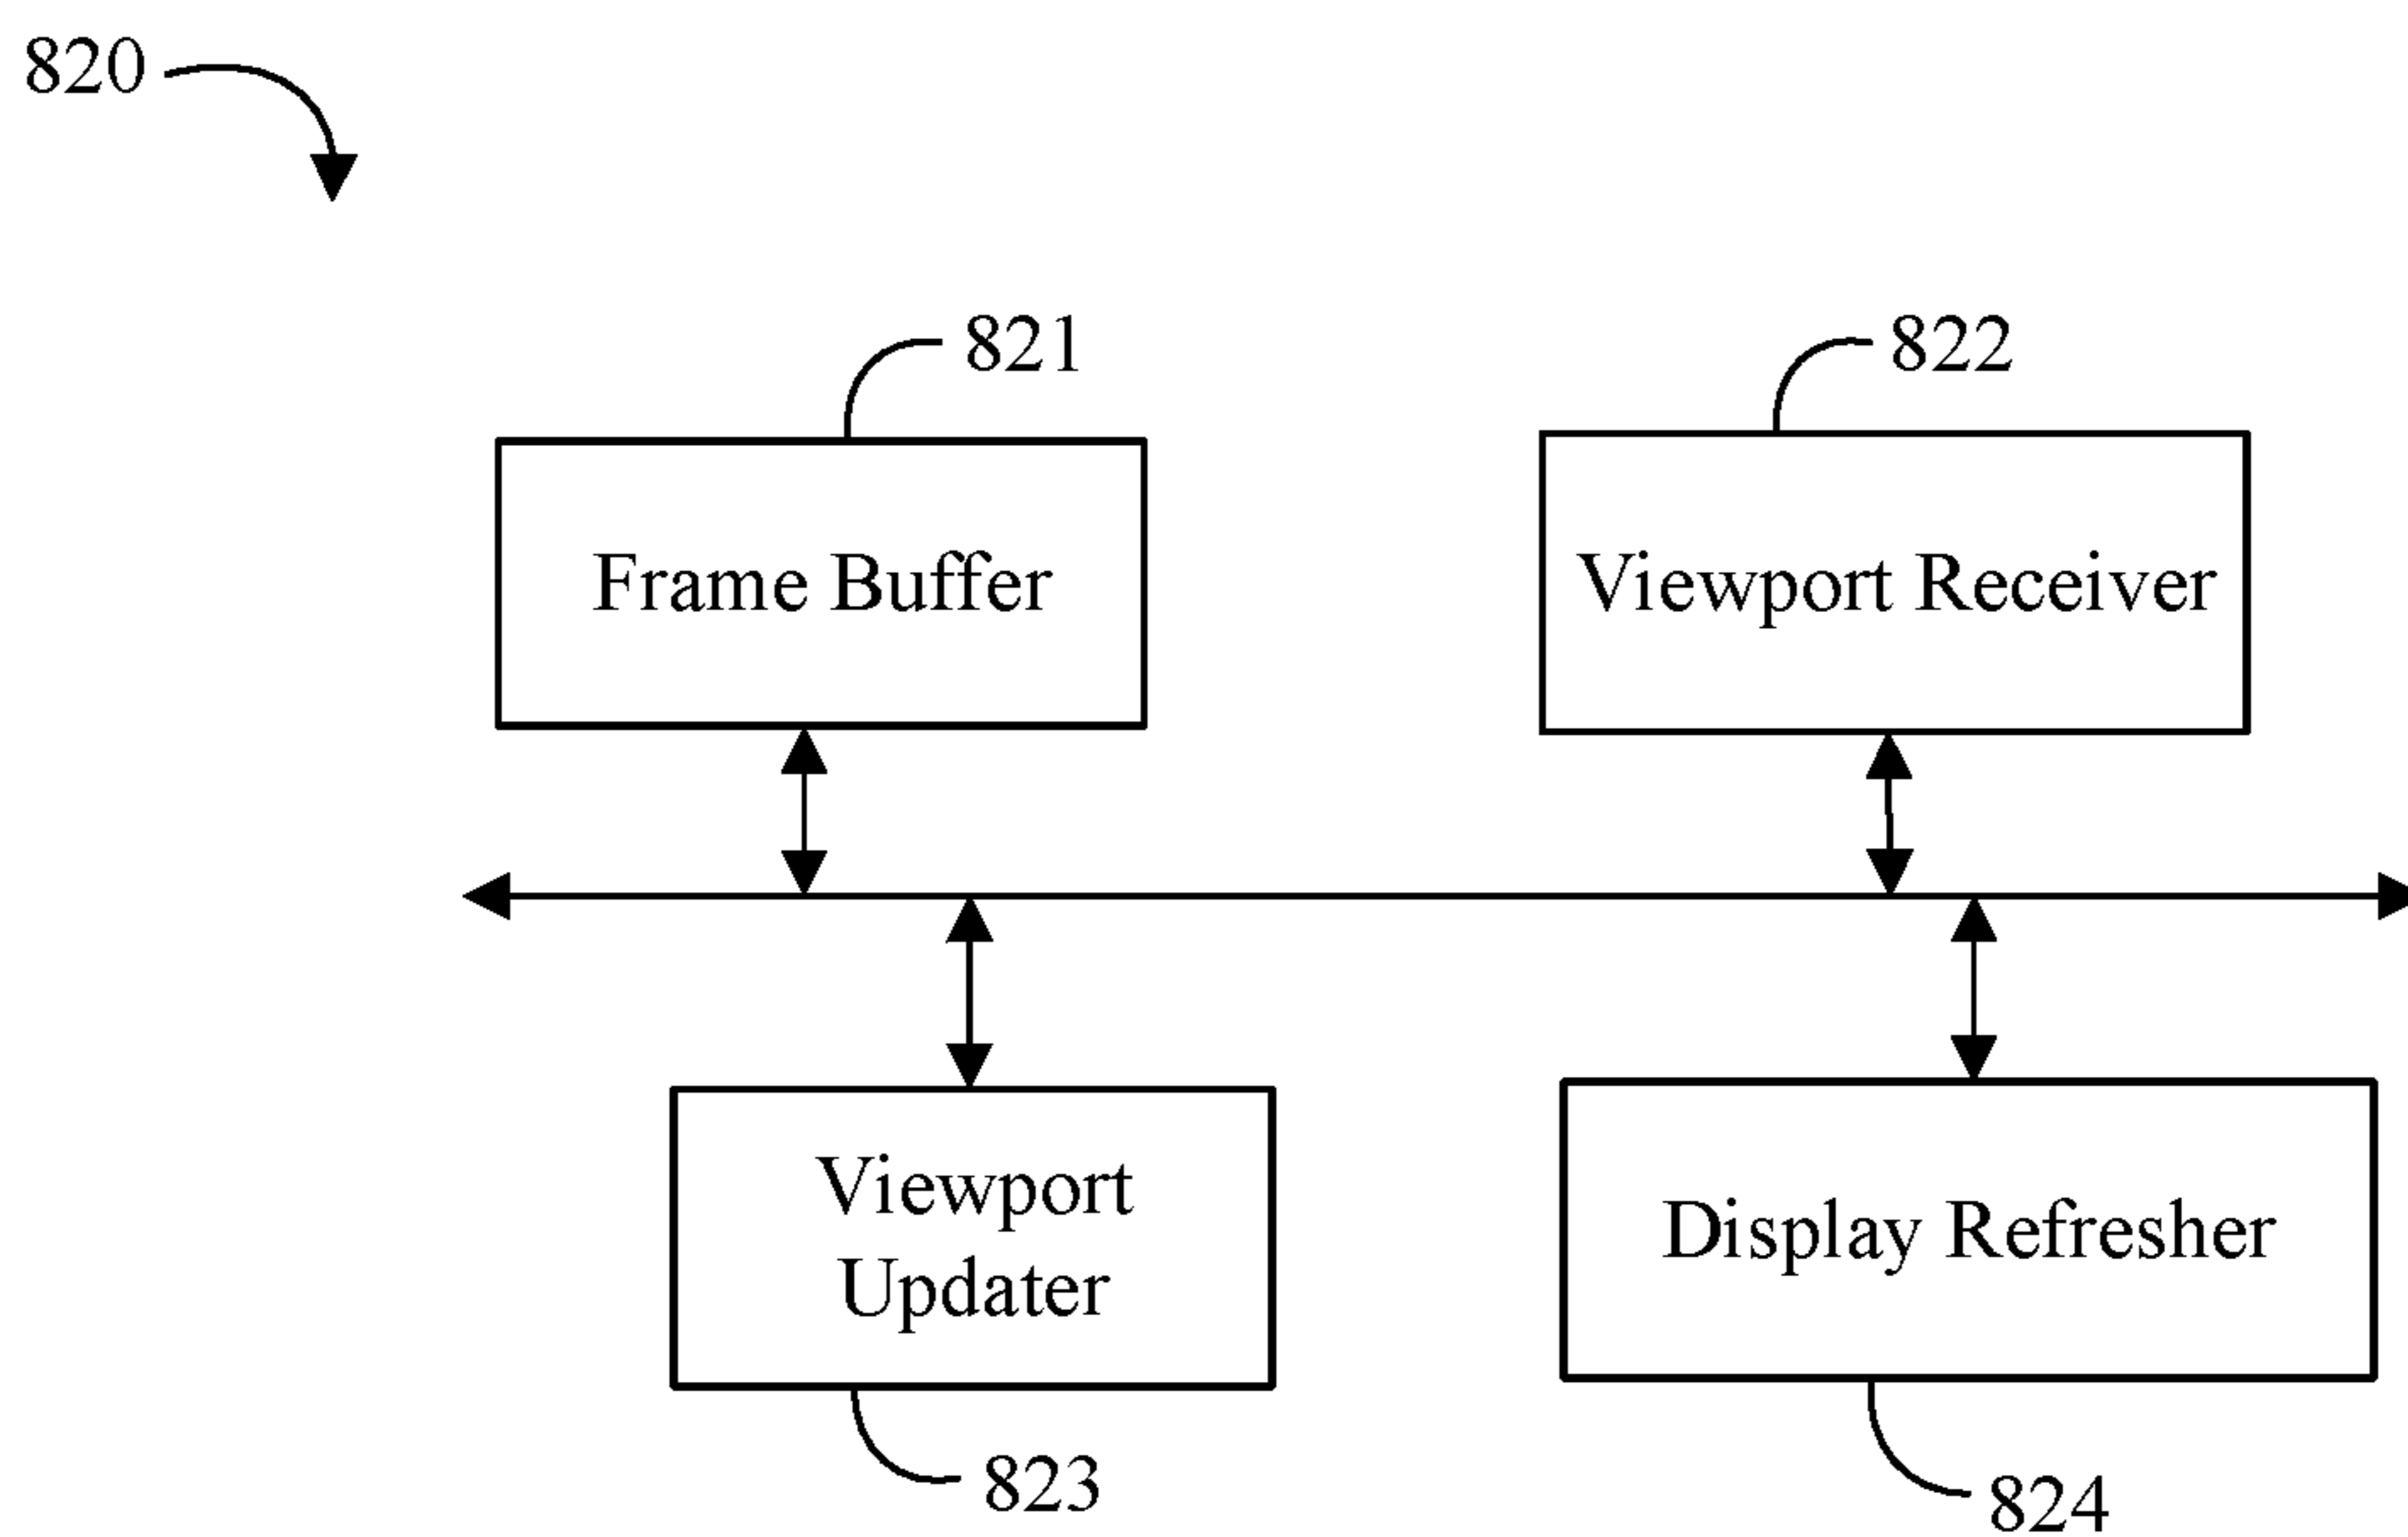 820
821
822
Frame Buffer
Viewport Receiver
Viewport
Updater
Display Refresher
823
824